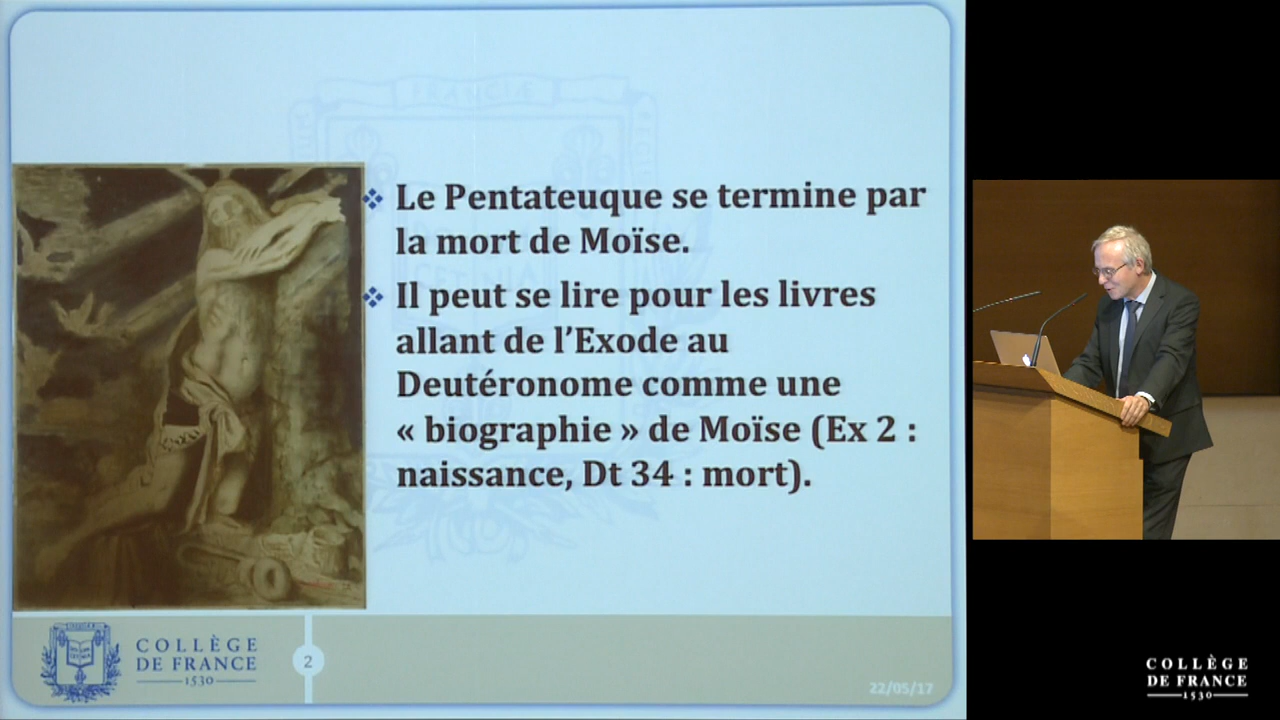 Le Pentateuque se termine par
la mort de Moïse.
Il peut se lire pour les livres
allant de l’Exode au
Deutéronome comme une
« biographie » de Moïse (Ex 2 :
naissance, Dt 34 : mort).
COLLÈGE
DE FRANCE
1530
2
22/05/17
COLLÈGE
DE FRANCE
1530